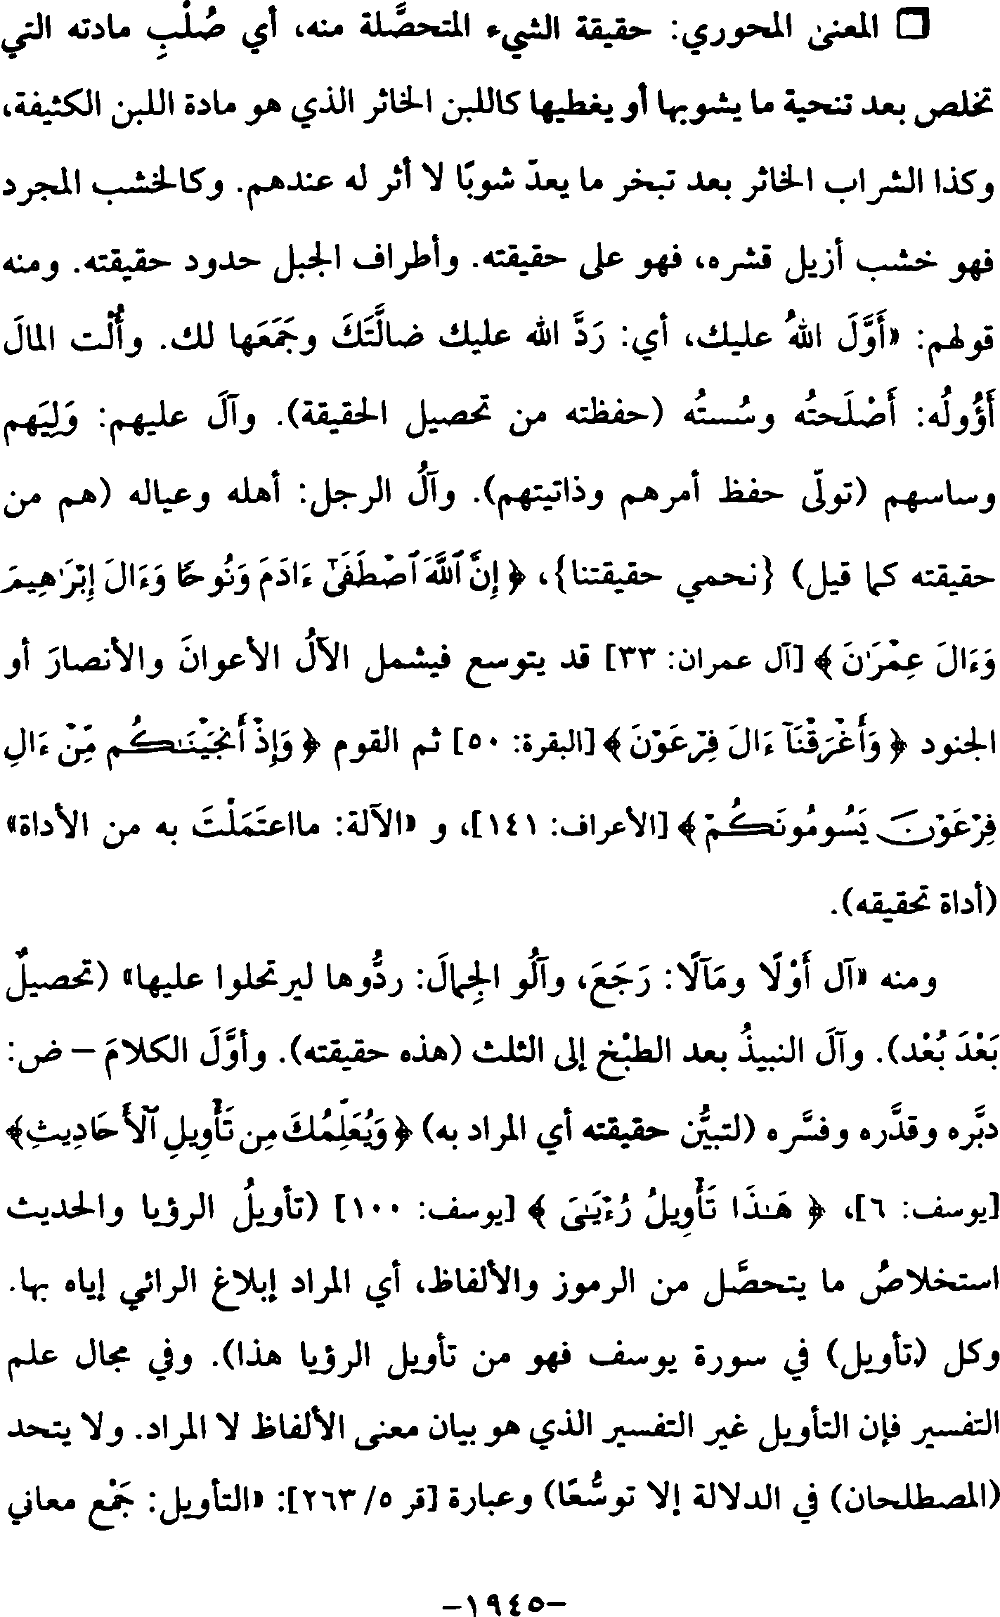 ❒ المعنى المحوري: حقيقة الشيء المتحصَّلة منه، أي صُلْبِ مادته التي
تخلص بعد تنحية ما يشوبها أو يغطيها كاللبن الخاثر الذي هو مادة اللبن الكثيفة،
وكذا الشراب الخاثر بعد تبخر ما يعدّ شوبًا لا أثر له عندهم. وكالخشب المجرد
فهو خشب أزيل قشره، فهو على حقيقته. وأطراف الجبل حدود حقيقته. ومنه
قولهم: «أَوَّلَ اللهُ عليك، أي: رَدَّ الله عليك ضالَّتَكَ وجَمَعَها لك. وأُلْت المالَ
أَؤُولُه: أَصْلَحتُه وسُستُه (حفظته من تحصيل الحقيقة). وآلَ عليهم: وَلِيَهم
وساسهم (تولّى حفظ أمرهم وذاتيتهم). وآلُ الرجل: أهله وعياله (هم من
حقيقته كما قيل) {نحمي حقيقتنا}، ﴿ إِنَّ ٱللَّهَ ٱصْطَفَىٰٓ ءَادَمَ وَنُوحًا وَءَالَ إِبْرَٰهِيمَ
وَءَالَ عِمْرَٰنَ ﴾ [آل عمران: ٣٣] قد يتوسع فيشمل الآلُ الأعوانَ والأنصارَ أو
الجنود ﴿ وَأَغْرَقْنَآ ءَالَ فِرْعَوْنَ ﴾ [البقرة: ٥٠] ثم القوم ﴿ وَإِذْ أَنجَيْنَٰكُم مِّنْ ءَالِ
فِرْعَوْنَ يَسُومُونَكُمْ ﴾ [الأعراف: ١٤١]، و «الآلة: مااعتَمَلْتَ به من الأداة»
(أداة تحقيقه).
ومنه «آل أَوْلًا ومَآلًا: رَجَعَ، وآلُو الجِمالَ: ردُّوها ليرتحلوا عليها» (تحصيلٌ
بَعْدَ بُعْد). وآلَ النبيذُ بعد الطبْخ إلى الثلث (هذه حقيقته). وأوَّلَ الكلامَ – ض:
دبَّره وقدَّره وفسَّره (لتبيُّن حقيقته أي المراد به) ﴿ وَيُعَلِّمُكَ مِن تَأْوِيلِ ٱلْأَحَادِيثِ ﴾
[يوسف: ٦]، ﴿ هَٰذَا تَأْوِيلُ رُءْيَٰىَ ﴾ [يوسف: ١٠٠] (تأويلُ الرؤيا والحديث
استخلاصُ ما يتحصَّل من الرموز والألفاظ، أي المراد إبلاغ الرائي إياه بها.
وكل (تأويل) في سورة يوسف فهو من تأويل الرؤيا هذا). وفي مجال علم
التفسير فإن التأويل غير التفسير الذي هو بيان معنى الألفاظ لا المراد. ولا يتحد
(المصطلحان) في الدلالة إلا توسُّعًا) وعبارة [قر ٥/ ٢٦٣]: «التأويل: جَمْع معاني
-١٩٤٥-